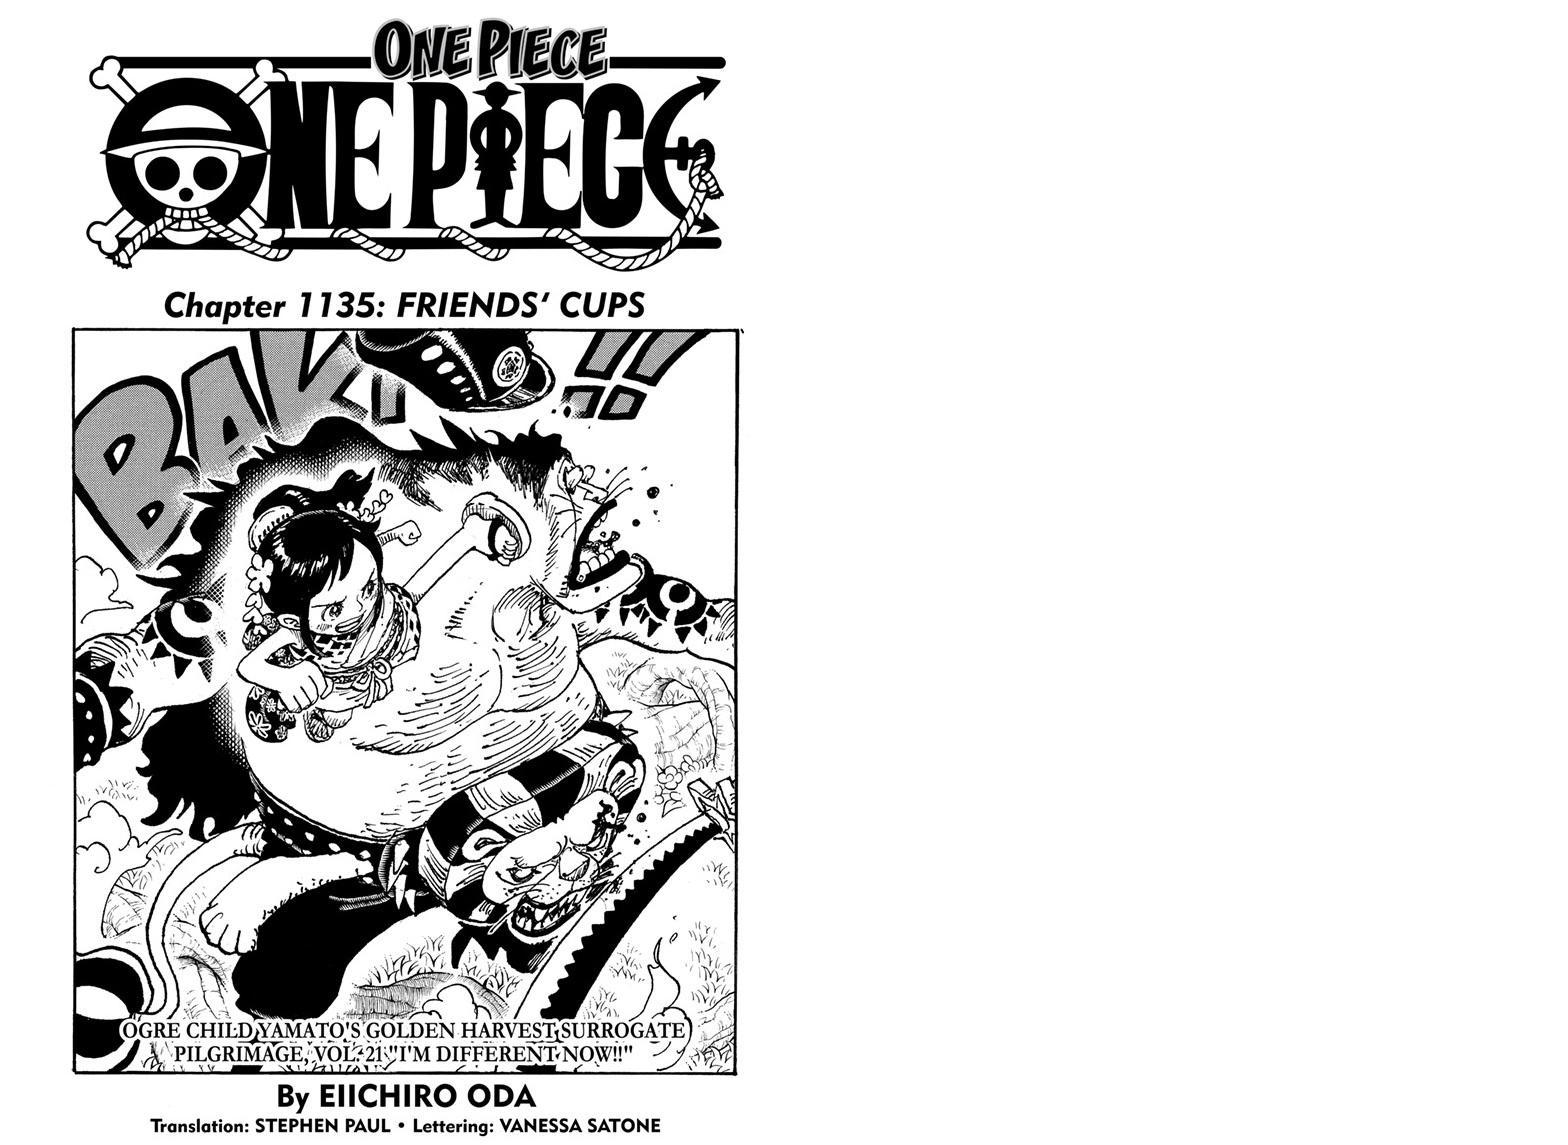 ONE PIECE
ONE PIECE
Chapter 1135: FRIENDS' CUPS
BAK!!
OGRE CHILD YAMATO'S GOLDEN HARVEST SURROGATE
PILGRIMAGE, VOL. 21 "I'M DIFFERENT NOW!!"
By EIICHIRO ODA
Translation: STEPHEN PAUL • Lettering: VANESSA SATONE